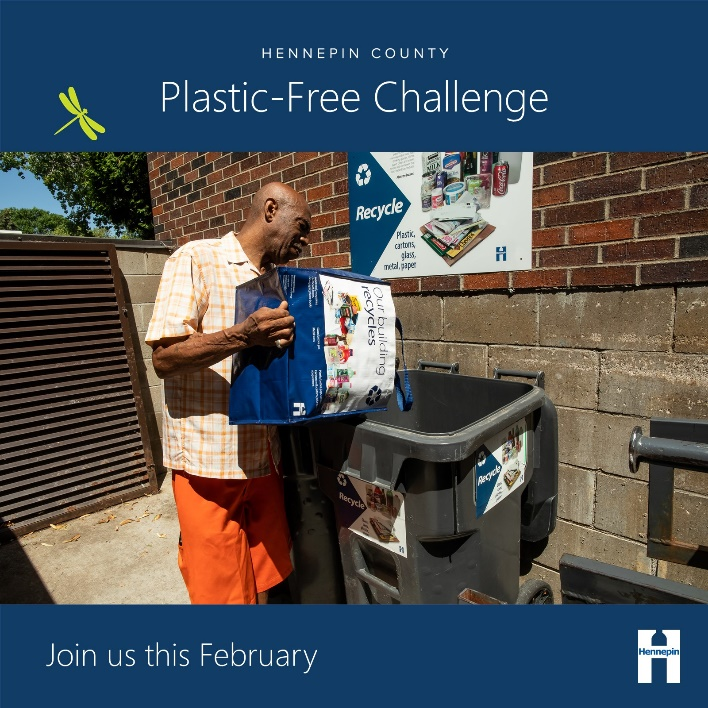 HENNEPIN COUNTY
Plastic-Free Challenge
Recycle
Plastic,
cartons,
glass,
metal, paper
Our building
recycles
Recycle
Recycle
Join us this February
Hennepin